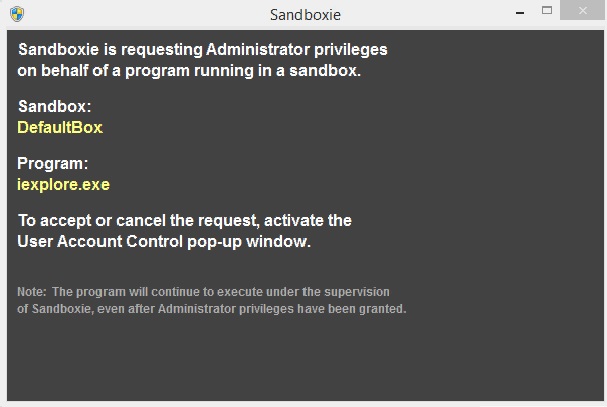 Sandboxie
Sandboxie is requesting Administrator privileges
on behalf of a program running in a sandbox.
Sandbox:
DefaultBox
Program:
iexplore.exe
To accept or cancel the request, activate the
User Account Control pop-up window.
Note: The program will continue to execute under the supervision
of Sandboxie, even after Administrator privileges have been granted.